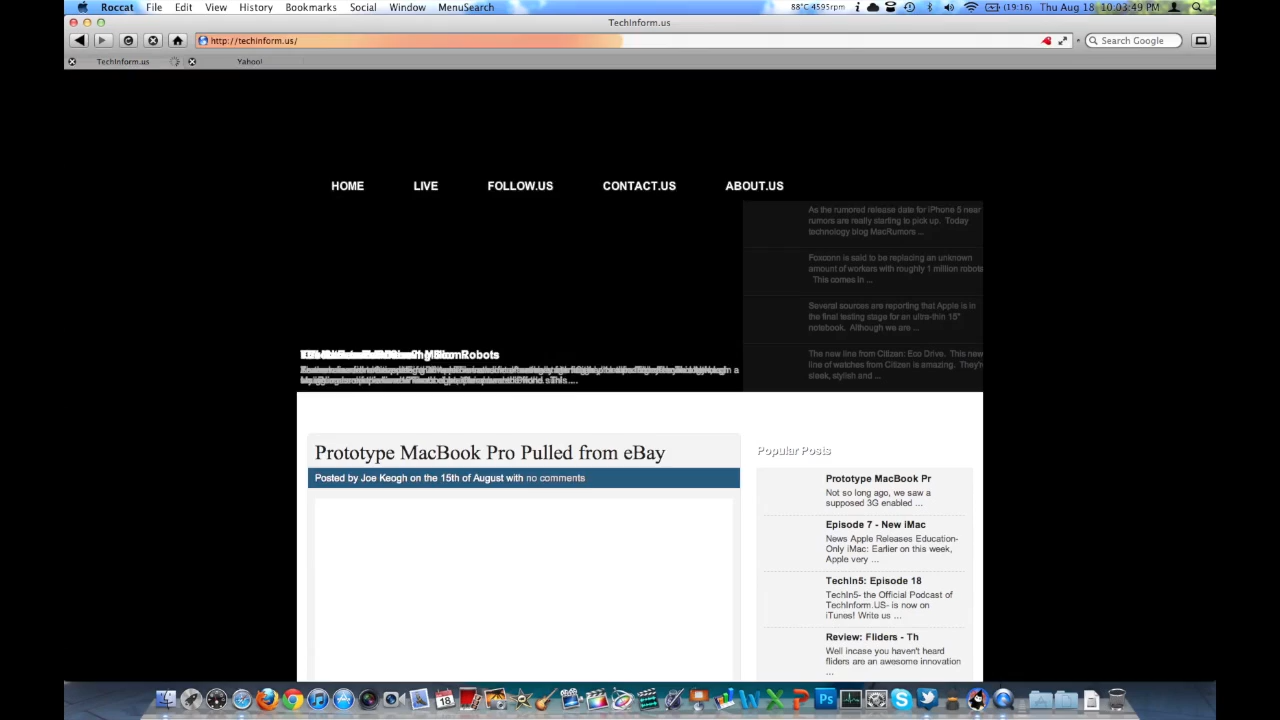 Roccat File Edit View History Bookmarks Social Window MenuSearch 88°C 4595rpm (19:16) Thu Aug 18 10:03:49 PM
TechInform.us
http://techinform.us/ Search Google
TechInform.us Yahoo!
HOME LIVE FOLLOW.US CONTACT.US ABOUT.US
As the rumored release date for iPhone 5 near
rumors are really starting to pick up. Today
technology blog MacRumors ...
Foxconn is said to be replacing an unknown
amount of workers with roughly 1 million robots
This comes in ...
Several sources are reporting that Apple is in
the final testing stage for an ultra-thin 15"
notebook. Although we are ...
The new line from Citizen: Eco Drive. This new
line of watches from Citizen is amazing. They'r
sleek, stylish and ...
Robots
Prototype MacBook Pro Pulled from eBay
Posted by Joe Keogh on the 15th of August with no comments
Popular Posts
Prototype MacBook Pr
Not so long ago, we saw a
supposed 3G enabled ...
Episode 7 - New iMac
News Apple Releases Education-
Only iMac: Earlier on this week,
Apple very ...
TechIn5: Episode 18
TechIn5- the Official Podcast of
TechInform.US- is now on
iTunes! Write us ...
Review: Fliders - Th
Well incase you haven't heard
fliders are an awesome innovation
...
18
Ps